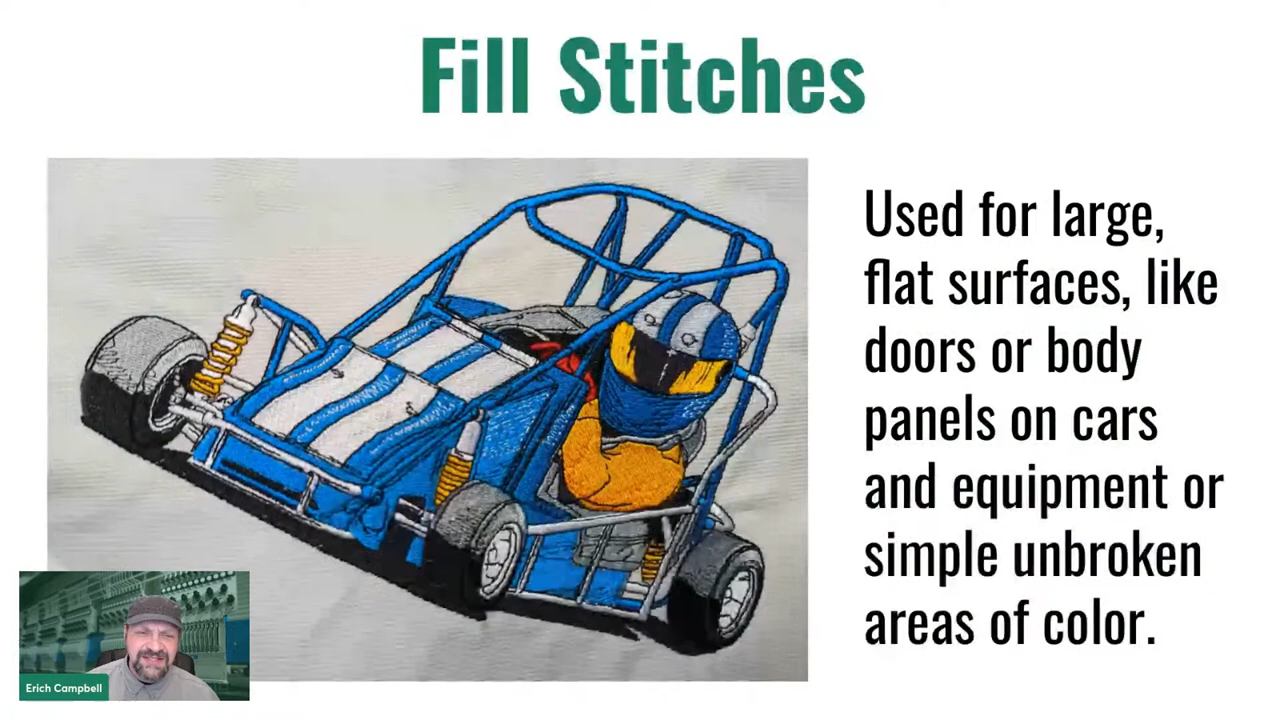 Fill Stitches
Used for large,
flat surfaces, like
doors or body
panels on cars
and equipment or
simple unbroken
areas of color.
Erich Campbell